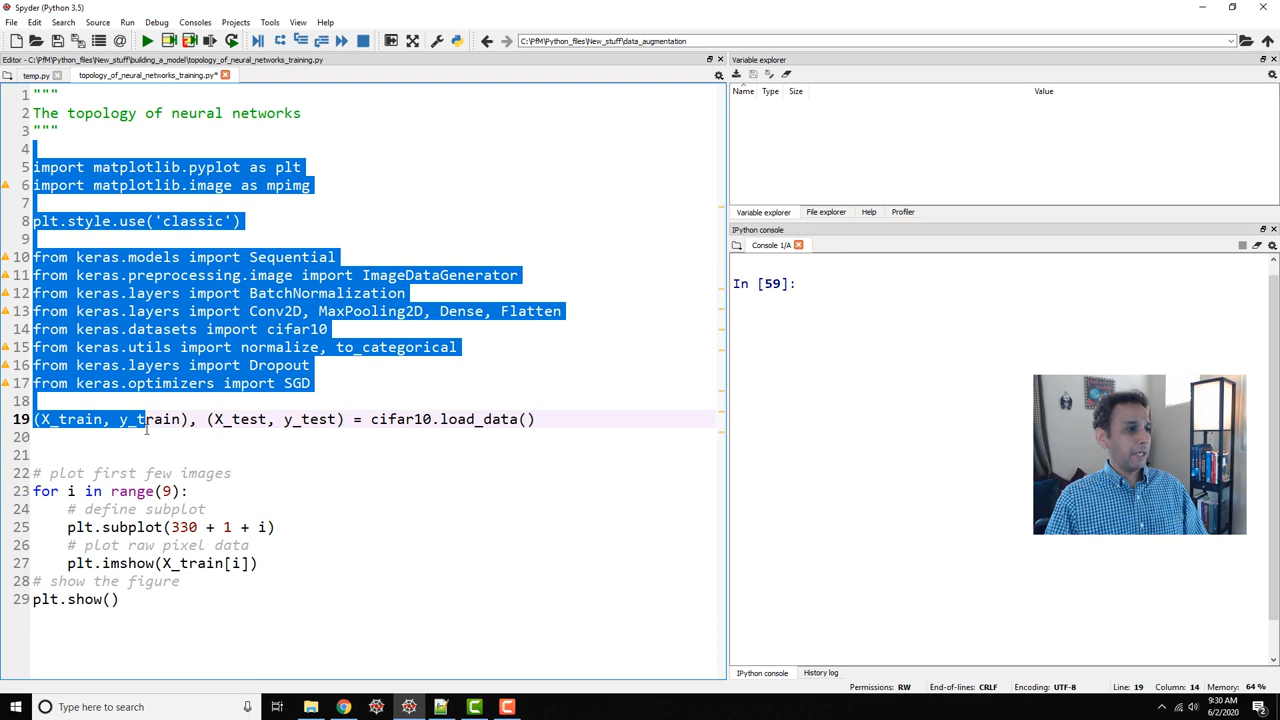 Spyder (Python 3.5)
File Edit Search Source Run Debug Consoles Projects Tools View Help
C:\PfM\Python_files\New_stuff\data_augmentation
Editor - C:\PfM\Python_files\New_stuff\building_a_model\topology_of_neural_networks_training.py
temp.py topology_of_neural_networks_training.py*
1 """
2 The topology of neural networks
3 """
4
5 import matplotlib.pyplot as plt
6 import matplotlib.image as mpimg
7
8 plt.style.use('classic')
9
10 from keras.models import Sequential
11 from keras.preprocessing.image import ImageDataGenerator
12 from keras.layers import BatchNormalization
13 from keras.layers import Conv2D, MaxPooling2D, Dense, Flatten
14 from keras.datasets import cifar10
15 from keras.utils import normalize, to_categorical
16 from keras.layers import Dropout
17 from keras.optimizers import SGD
18
19 (X_train, y_train), (X_test, y_test) = cifar10.load_data()
20
21
22 # plot first few images
23 for i in range(9):
24 # define subplot
25 plt.subplot(330 + 1 + i)
26 # plot raw pixel data
27 plt.imshow(X_train[i])
28 # show the figure
29 plt.show()
Variable explorer
Name Type Size Value
Variable explorer File explorer Help Profiler
IPython console
Console 1/A
In [59]:
IPython console History log
Permissions: RW End-of-lines: CRLF Encoding: UTF-8 Line: 19 Column: 14 Memory: 64 %
Type here to search
9:30 AM
6/2/2020
2